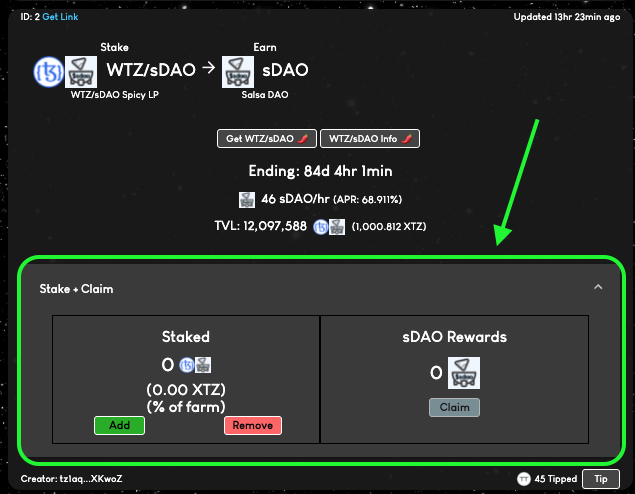 ID: 2 Get Link
Updated 13hr 23min ago
Stake
Earn
WTZ/sDAO → sDAO
WTZ/sDAO Spicy LP
Salsa DAO
Get WTZ/sDAO 🌶️
WTZ/sDAO Info 🌶️
Ending: 84d 4hr 1min
46 sDAO/hr (APR: 68.911%)
TVL: 12,097,588 (1,000.812 XTZ)
Stake + Claim
Staked
0
(0.00 XTZ)
(% of farm)
Add
Remove
sDAO Rewards
0
Claim
Creator: tz1aq...XKwoZ
45 Tipped
Tip